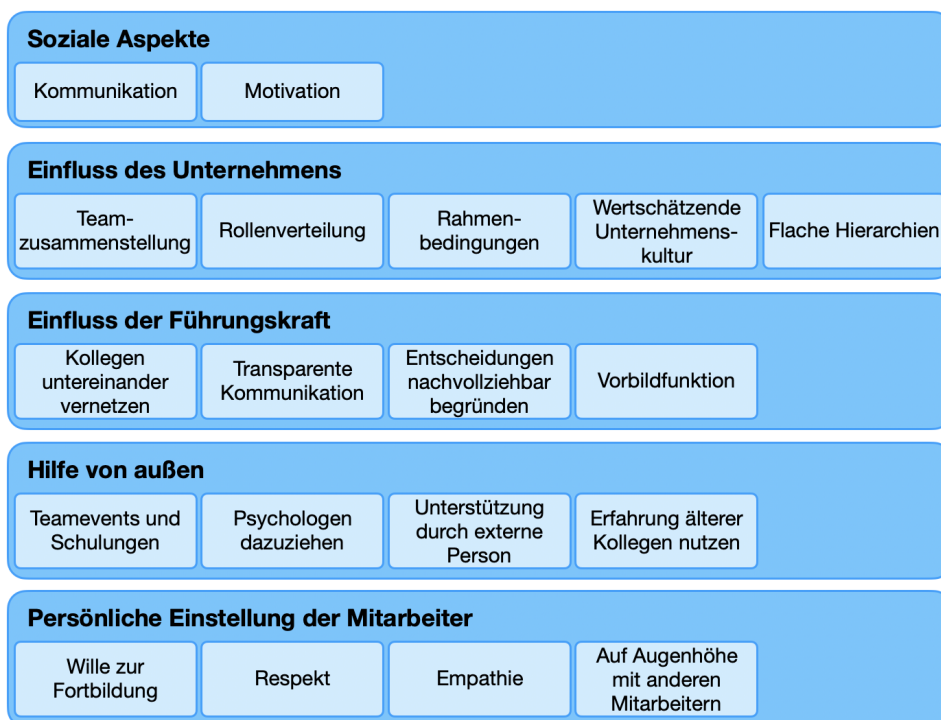 Soziale Aspekte
Kommunikation
Motivation
Einfluss des Unternehmens
Team-
zusammenstellung
Rollenverteilung
Rahmen-
bedingungen
Wertschätzende
Unternehmens-
kultur
Flache Hierarchien
Einfluss der Führungskraft
Kollegen
untereinander
vernetzen
Transparente
Kommunikation
Entscheidungen
nachvollziehbar
begründen
Vorbildfunktion
Hilfe von außen
Teamevents und
Schulungen
Psychologen
dazuziehen
Unterstützung
durch externe
Person
Erfahrung älterer
Kollegen nutzen
Persönliche Einstellung der Mitarbeiter
Wille zur
Fortbildung
Respekt
Empathie
Auf Augenhöhe
mit anderen
Mitarbeitern